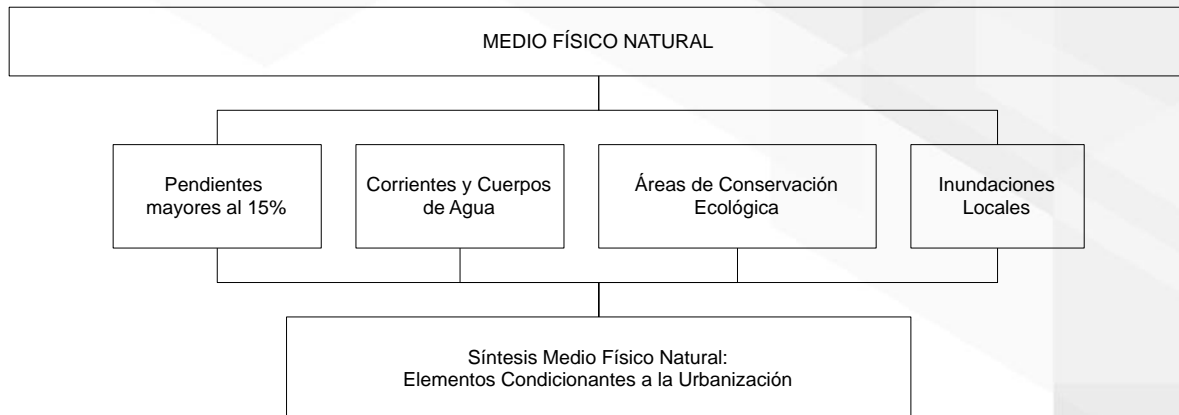 MEDIO FÍSICO NATURAL
Pendientes
mayores al 15%
Corrientes y Cuerpos
de Agua
Áreas de Conservación
Ecológica
Inundaciones
Locales
Síntesis Medio Físico Natural:
Elementos Condicionantes a la Urbanización